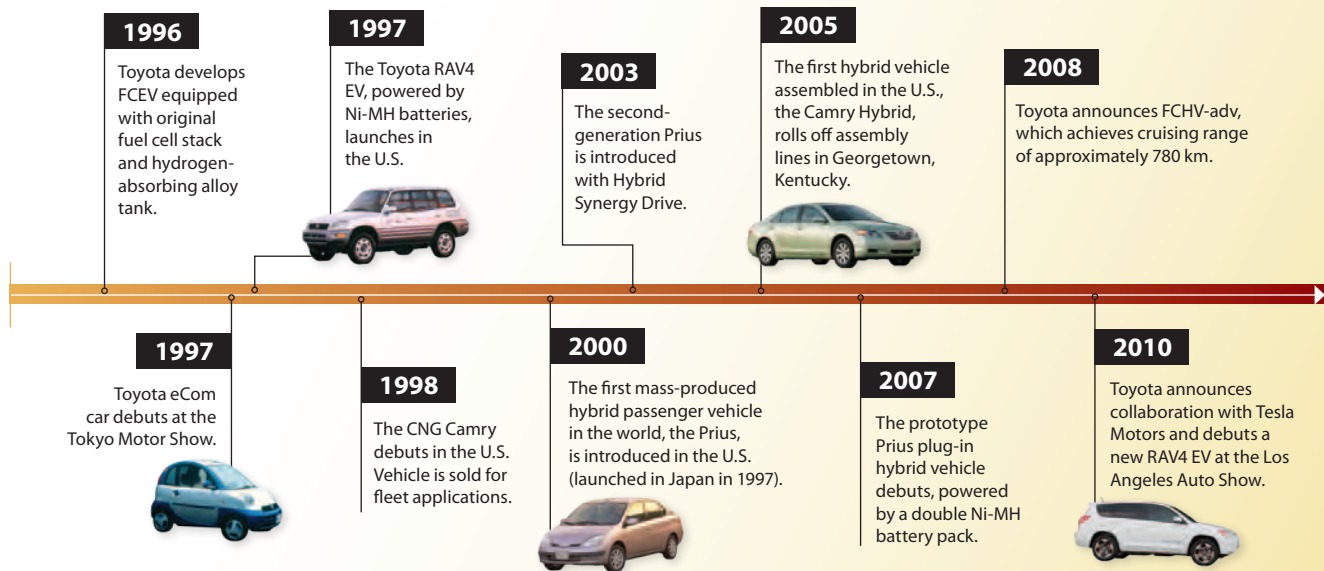 1996
Toyota develops
FCEV equipped
with original
fuel cell stack
and hydrogen-
absorbing alloy
tank.
1997
The Toyota RAV4
EV, powered by
Ni-MH batteries,
launches in
the U.S.
2003
The second-
generation Prius
is introduced
with Hybrid
Synergy Drive.
2005
The first hybrid vehicle
assembled in the U.S.,
the Camry Hybrid,
rolls off assembly
lines in Georgetown,
Kentucky.
2008
Toyota announces FCHV-adv,
which achieves cruising range
of approximately 780 km.
1997
Toyota eCom
car debuts at the
Tokyo Motor Show.
1998
The CNG Camry
debuts in the U.S.
Vehicle is sold for
fleet applications.
2000
The first mass-produced
hybrid passenger vehicle
in the world, the Prius,
is introduced in the U.S.
(launched in Japan in 1997).
2007
The prototype
Prius plug-in
hybrid vehicle
debuts, powered
by a double Ni-MH
battery pack.
2010
Toyota announces
collaboration with Tesla
Motors and debuts a
new RAV4 EV at the Los
Angeles Auto Show.